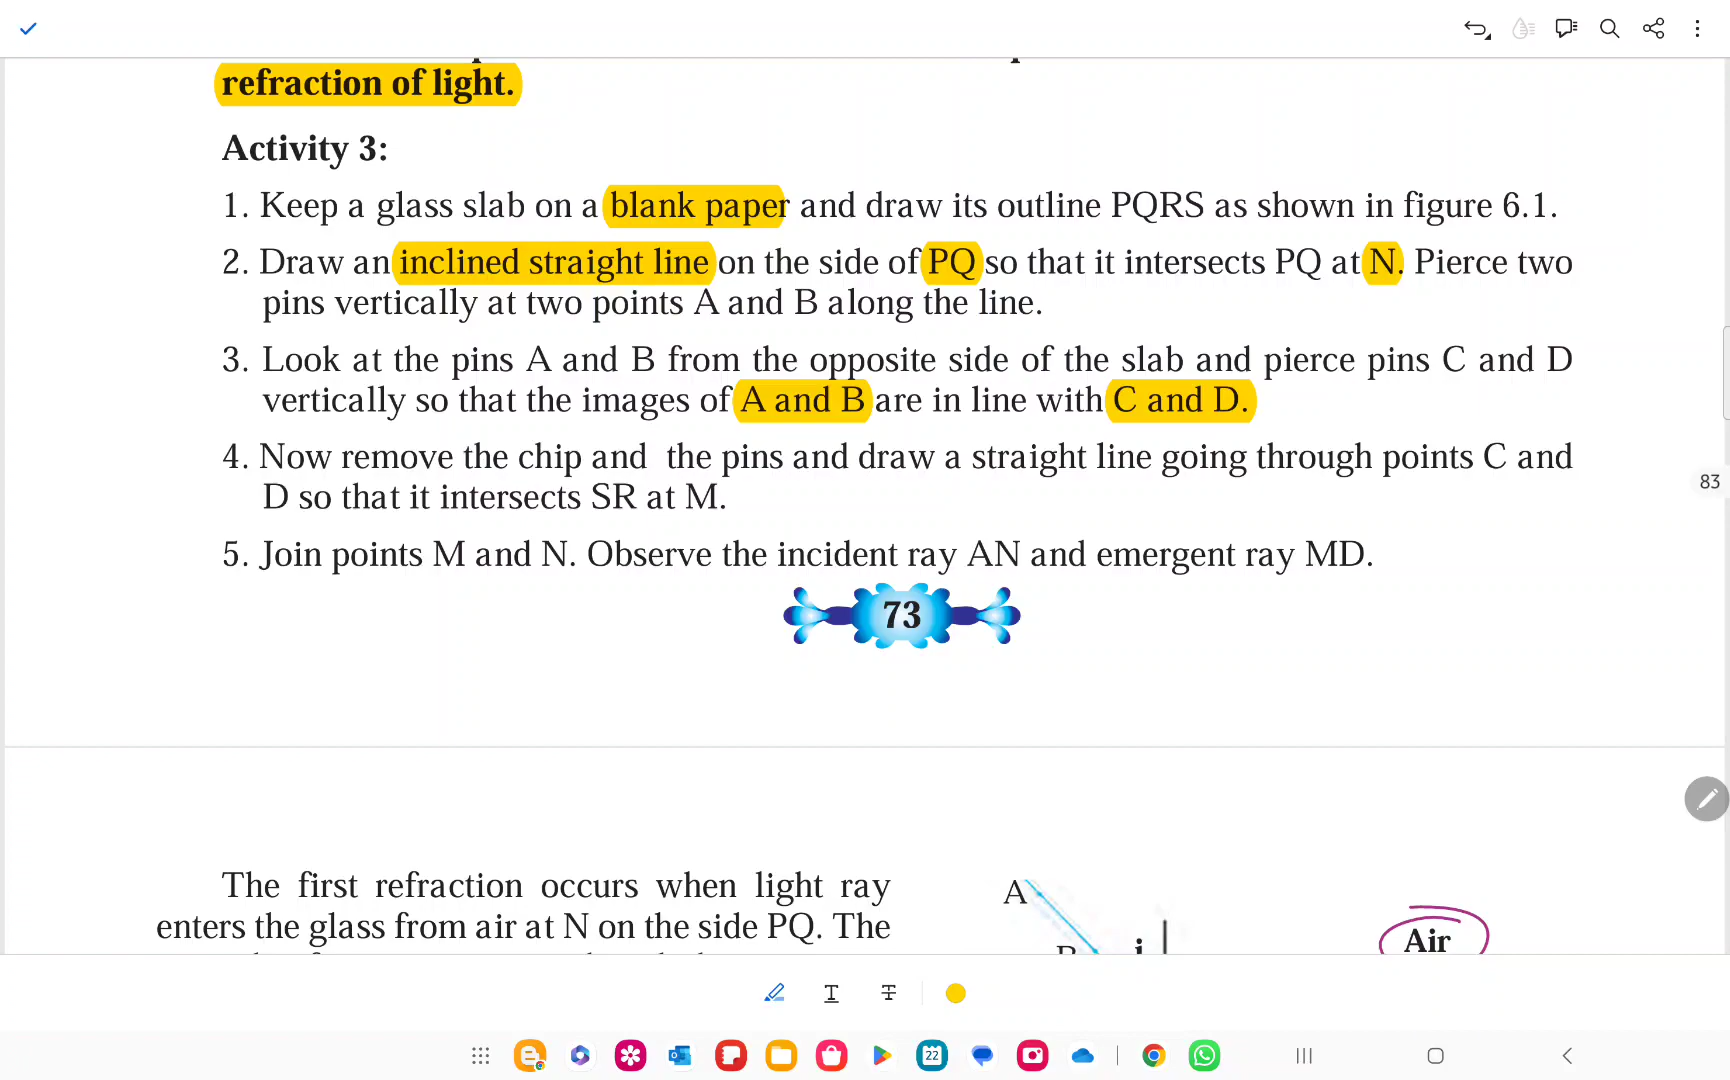 refraction of light.
Activity 3:
1. Keep a glass slab on a blank paper and draw its outline PQRS as shown in figure 6.1.
2. Draw an inclined straight line on the side of PQ so that it intersects PQ at N. Pierce two
pins vertically at two points A and B along the line.
3. Look at the pins A and B from the opposite side of the slab and pierce pins C and D
vertically so that the images of A and B are in line with C and D.
4. Now remove the chip and the pins and draw a straight line going through points C and
D so that it intersects SR at M.
83
5. Join points M and N. Observe the incident ray AN and emergent ray MD.
73
The first refraction occurs when light ray
A
enters the glass from air at N on the side PQ. The
i
Air
T
T
22